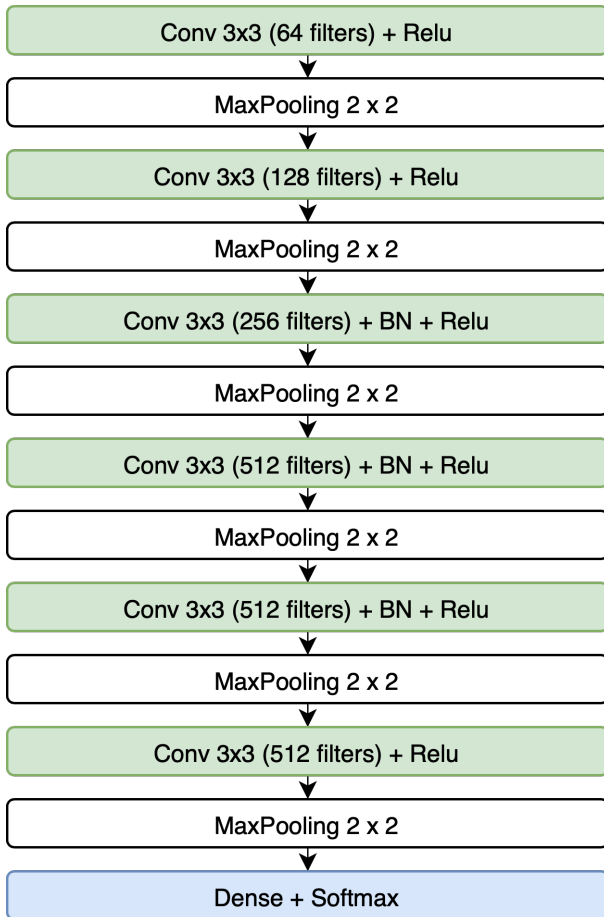 Conv 3x3 (64 filters) + Relu
MaxPooling 2 x 2
Conv 3x3 (128 filters) + Relu
MaxPooling 2 x 2
Conv 3x3 (256 filters) + BN + Relu
MaxPooling 2 x 2
Conv 3x3 (512 filters) + BN + Relu
MaxPooling 2 x 2
Conv 3x3 (512 filters) + BN + Relu
MaxPooling 2 x 2
Conv 3x3 (512 filters) + Relu
MaxPooling 2 x 2
Dense + Softmax